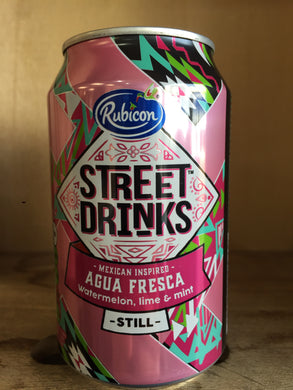 Rubicon
STREET
DRINKS
- MEXICAN INSPIRED -
AGUA FRESCA
watermelon, lime & mint
-STILL-